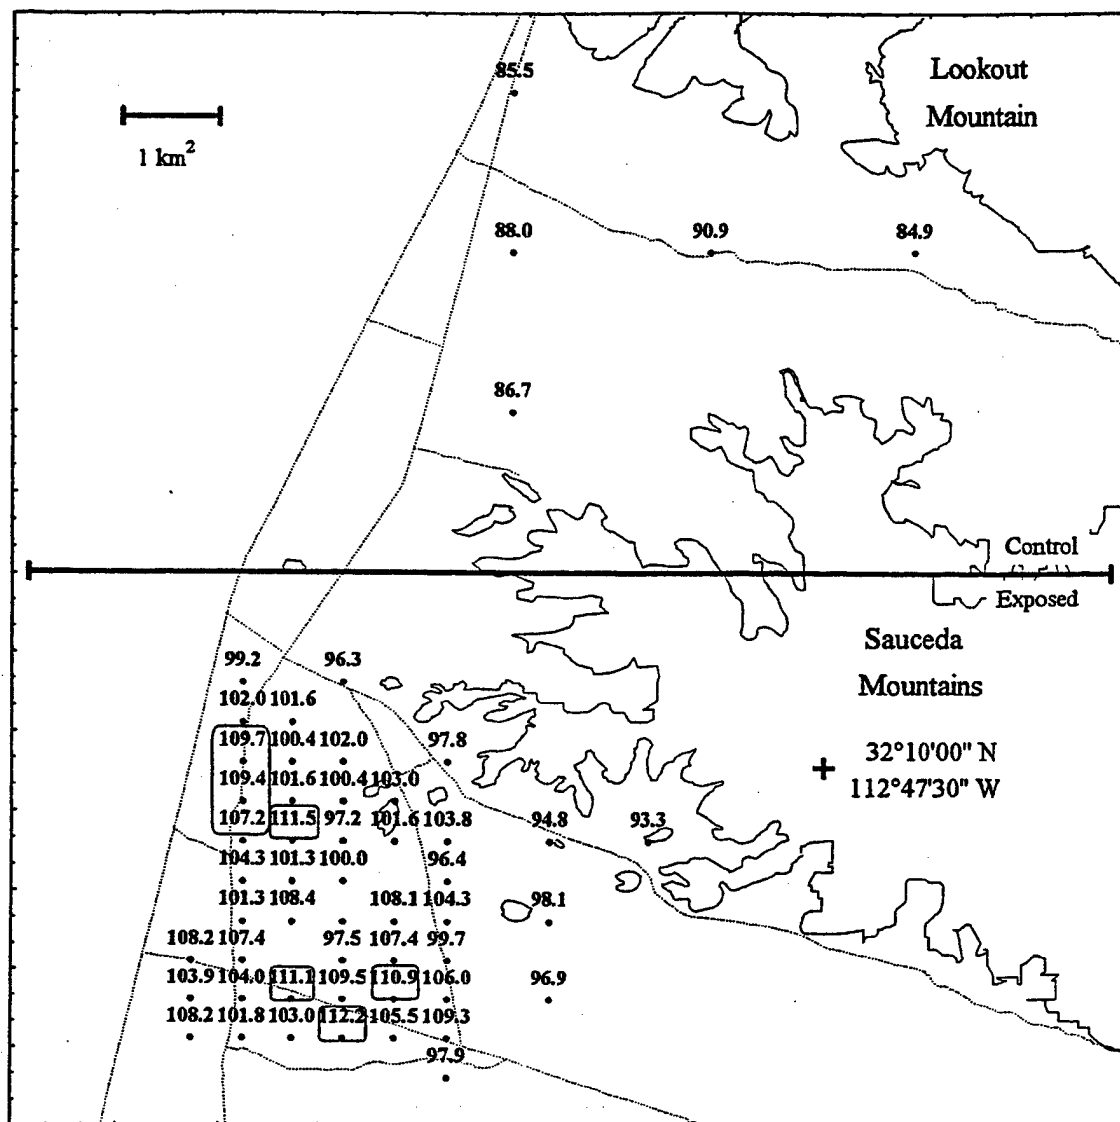 85.5
Lookout
Mountain
1 km²
88.0 90.9 84.9
86.7
Control
Exposed
Sauceda
Mountains
99.2 96.3
102.0 101.6
109.7 100.4 102.0 97.8
32°10'00" N
109.4 101.6 100.4 103.0
112°47'30" W
107.2 111.5 97.2 101.6 103.8 94.8 93.3
104.3 101.3 100.0 96.4
101.3 108.4 108.1 104.3 98.1
108.2 107.4 97.5 107.4 99.7
103.9 104.0 111.1 109.5 110.9 106.0 96.9
108.2 101.8 103.0 112.2 105.5 109.3
97.9